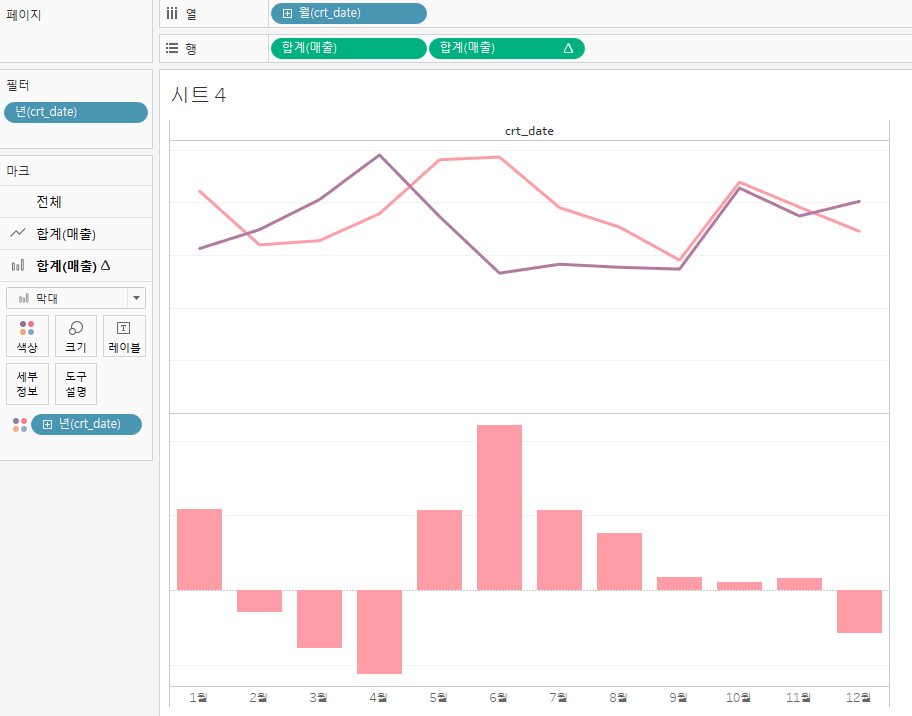 페이지
열
월(crt_date)
행
합계(매출)
합계(매출) Δ
필터
년(crt_date)
마크
전체
합계(매출)
합계(매출) Δ
막대
색상
크기
레이블
세부
정보
도구
설명
년(crt_date)
시트 4
crt_date
1월
2월
3월
4월
5월
6월
7월
8월
9월
10월
11월
12월